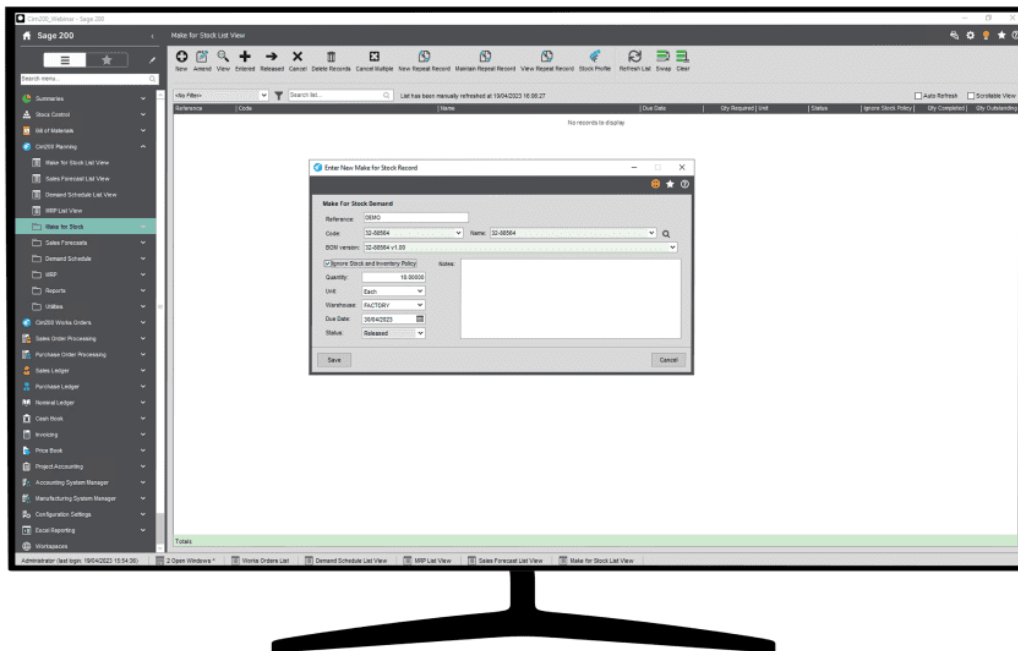 Cim200_Webinar - Sage 200
Sage 200
Make for Stock List View
New Amend View Entered Released Cancel Delete Records Cancel Multiple New Repeat Record Maintain Repeat Record View Repeat Record Stock Profile Refresh List Swap Clear
Search menu...
<No Filter> Search list... List has been manually refreshed at 19/04/2023 16:06:27 Auto Refresh Scrollable View
Reference Code Name Due Date Qty Required Unit Status Ignore Stock Policy Qty Completed Qty Outstanding
No records to display
Summaries
Stock Control
Bill of Materials
Cim200 Planning
Make for Stock List View
Sales Forecast List View
Demand Schedule List View
MRP List View
Make for Stock
Sales Forecasts
Demand Schedule
MRP
Reports
Utilities
Cim200 Works Orders
Sales Order Processing
Purchase Order Processing
Sales Ledger
Purchase Ledger
Nominal Ledger
Cash Book
Invoicing
Price Book
Project Accounting
Accounting System Manager
Manufacturing System Manager
Configuration Settings
Excel Reporting
Workspaces
Enter New Make for Stock Record
Make For Stock Demand
Reference: DEMO
Code: 32-80504 Name: 32-80504
BOM version: 32-80504 v1.00
Ignore Stock and Inventory Policy Notes:
Quantity: 10.00000
Unit: Each
Warehouse: FACTORY
Due Date: 30/04/2023
Status: Released
Save Cancel
Totals
Administrator (last login: 19/04/2023 15:54:36) 2 Open Windows Works Orders List Demand Schedule List View MRP List View Sales Forecast List View Make for Stock List View